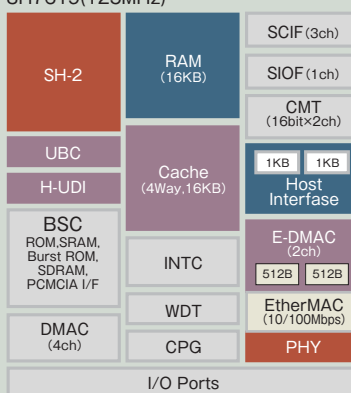 SH7619(125MHz)
SH-2
UBC
H-UDI
BSC
ROM,SRAM,
Burst ROM,
SDRAM,
PCMCIA I/F
DMAC
(4ch)
RAM
(16KB)
Cache
(4Way,16KB)
INTC
WDT
CPG
SCIF (3ch)
SIOF (1ch)
CMT
(16bit×2ch)
1KB 1KB
Host
Interfase
E-DMAC
(2ch)
512B 512B
EtherMAC
(10/100Mbps)
PHY
I/O Ports